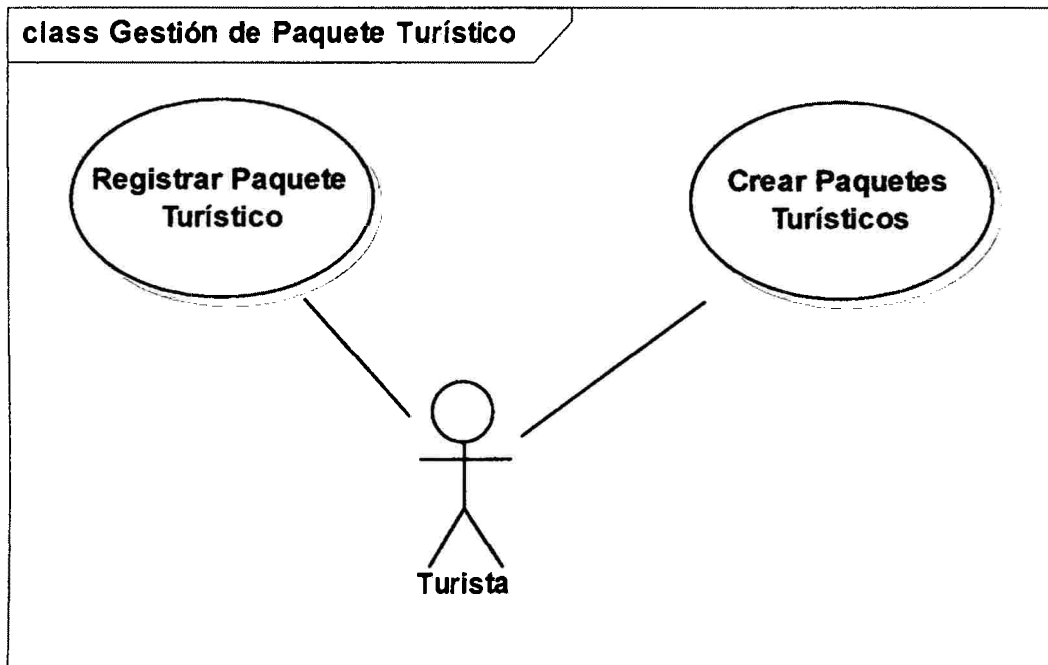 class Gestión de Paquete Turístico
Registrar Paquete
Turístico
Crear Paquetes
Turísticos
Turista